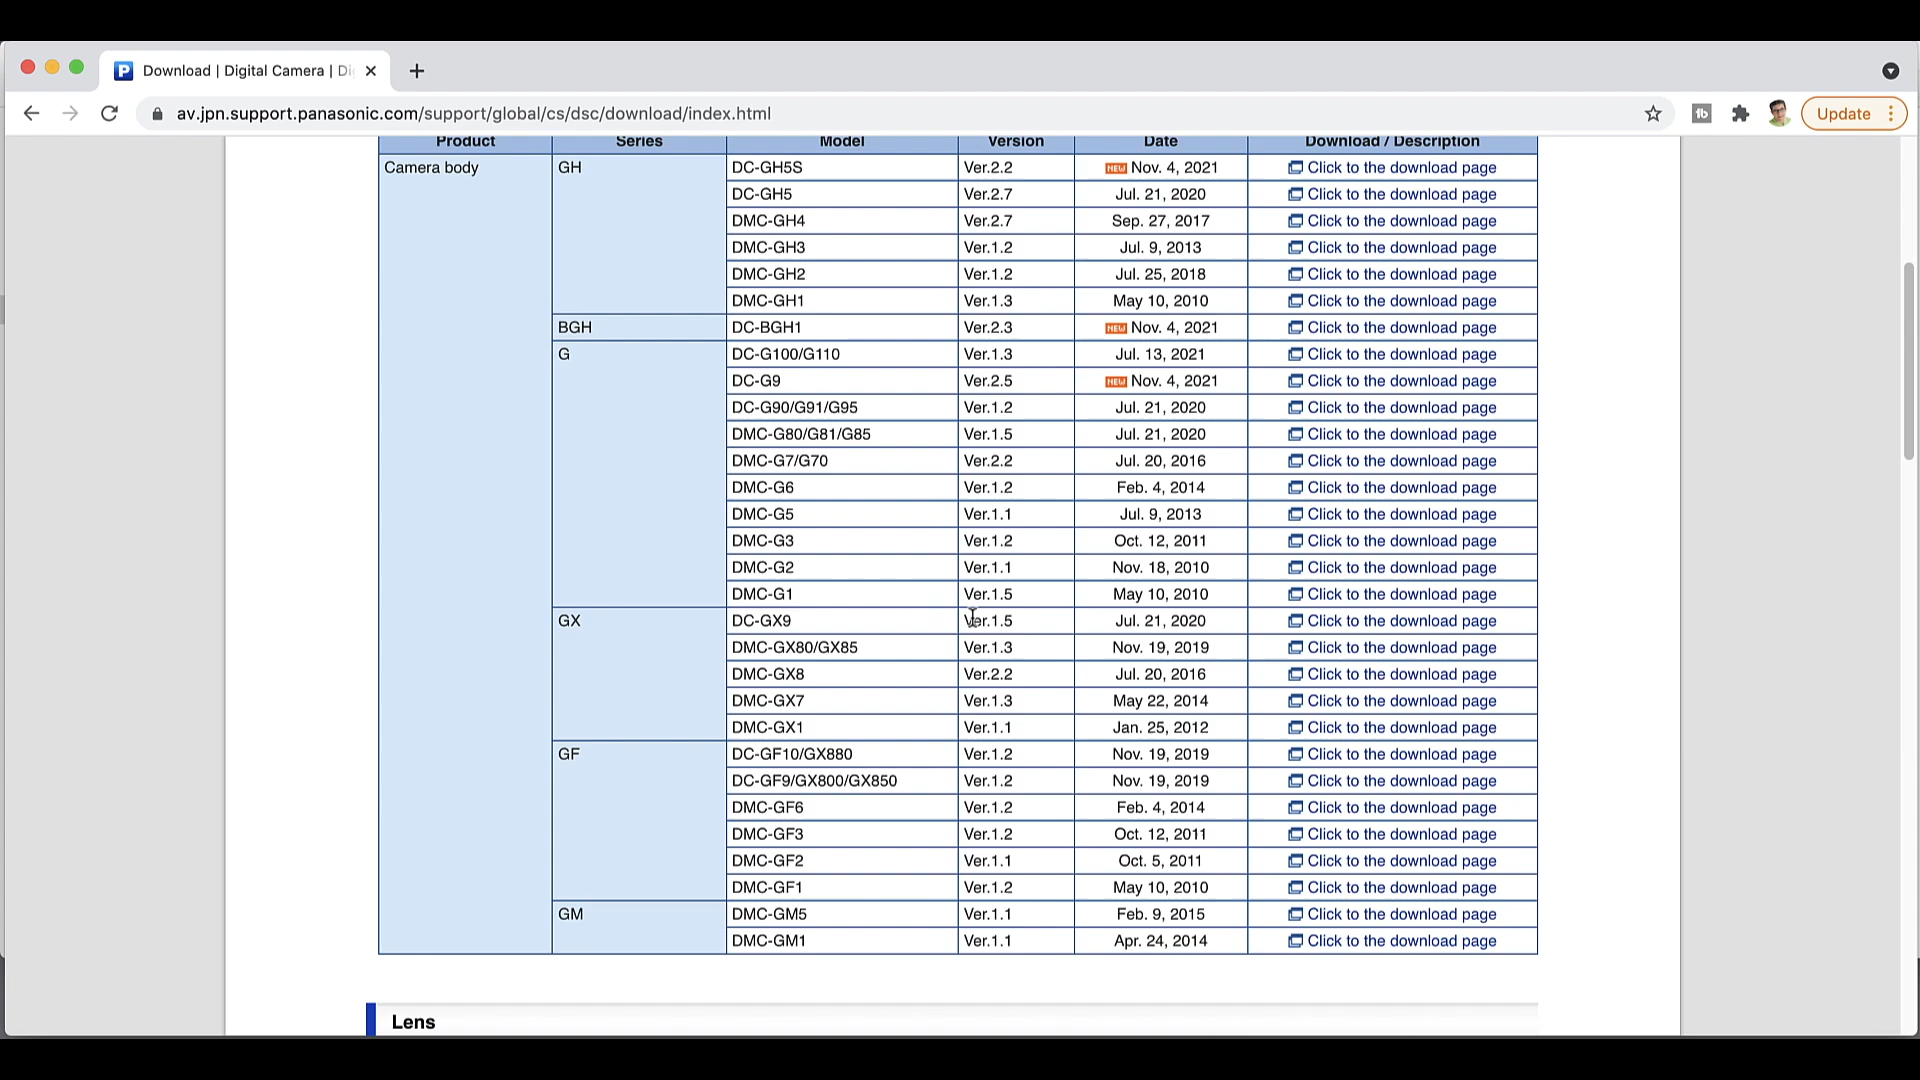 Download | Digital Camera | Di
av.jpn.support.panasonic.com/support/global/cs/dsc/download/index.html
Update
Product Series Model Version Date Download / Description
Camera body GH DC-GH5S Ver.2.2 NEW Nov. 4, 2021 Click to the download page
DC-GH5 Ver.2.7 Jul. 21, 2020 Click to the download page
DMC-GH4 Ver.2.7 Sep. 27, 2017 Click to the download page
DMC-GH3 Ver.1.2 Jul. 9, 2013 Click to the download page
DMC-GH2 Ver.1.2 Jul. 25, 2018 Click to the download page
DMC-GH1 Ver.1.3 May 10, 2010 Click to the download page
BGH DC-BGH1 Ver.2.3 NEW Nov. 4, 2021 Click to the download page
G DC-G100/G110 Ver.1.3 Jul. 13, 2021 Click to the download page
DC-G9 Ver.2.5 NEW Nov. 4, 2021 Click to the download page
DC-G90/G91/G95 Ver.1.2 Jul. 21, 2020 Click to the download page
DMC-G80/G81/G85 Ver.1.5 Jul. 21, 2020 Click to the download page
DMC-G7/G70 Ver.2.2 Jul. 20, 2016 Click to the download page
DMC-G6 Ver.1.2 Feb. 4, 2014 Click to the download page
DMC-G5 Ver.1.1 Jul. 9, 2013 Click to the download page
DMC-G3 Ver.1.2 Oct. 12, 2011 Click to the download page
DMC-G2 Ver.1.1 Nov. 18, 2010 Click to the download page
DMC-G1 Ver.1.5 May 10, 2010 Click to the download page
GX DC-GX9 Ver.1.5 Jul. 21, 2020 Click to the download page
DMC-GX80/GX85 Ver.1.3 Nov. 19, 2019 Click to the download page
DMC-GX8 Ver.2.2 Jul. 20, 2016 Click to the download page
DMC-GX7 Ver.1.3 May 22, 2014 Click to the download page
DMC-GX1 Ver.1.1 Jan. 25, 2012 Click to the download page
GF DC-GF10/GX880 Ver.1.2 Nov. 19, 2019 Click to the download page
DC-GF9/GX800/GX850 Ver.1.2 Nov. 19, 2019 Click to the download page
DMC-GF6 Ver.1.2 Feb. 4, 2014 Click to the download page
DMC-GF3 Ver.1.2 Oct. 12, 2011 Click to the download page
DMC-GF2 Ver.1.1 Oct. 5, 2011 Click to the download page
DMC-GF1 Ver.1.2 May 10, 2010 Click to the download page
GM DMC-GM5 Ver.1.1 Feb. 9, 2015 Click to the download page
DMC-GM1 Ver.1.1 Apr. 24, 2014 Click to the download page
Lens